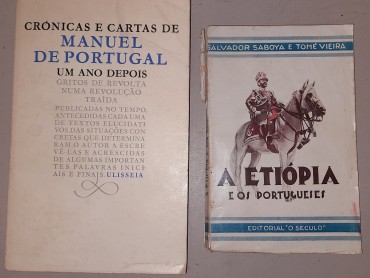 CRÓNICAS E CARTAS DE
MANUEL
DE PORTUGAL
UM ANO DEPOIS
GRITOS DE REVOLTA
NUMA REVOLUÇÃO
TRAÍDA
PUBLICADAS NO TEMPO,
ANTECEDIDAS CADA UMA
DE TEXTOS ELUCIDATI
VOS DAS SITUAÇÕES CON
CRETAS QUE DETERMINA
RAM O AUTOR A ESCRE
VÊ-LAS E ACRESCIDAS
DE ALGUMAS IMPORTAN
TES PALAVRAS INICI
AIS E FINAIS. ULISSEIA
SALVADOR SABOYA E TOMÉ VIEIRA
A ETIÓPIA
E OS PORTUGUESES
EDITORIAL "O SECULO"